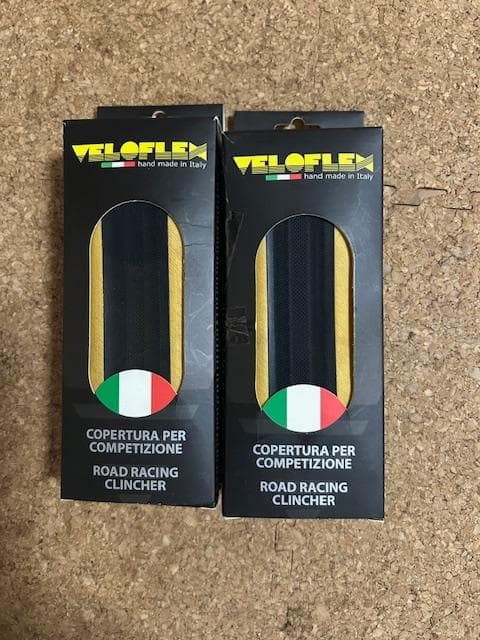 VELOFLEX
hand made in Italy
COPERTURA PER
COMPETIZIONE
ROAD RACING
CLINCHER
VELOFLEX
hand made in Italy
COPERTURA PER
COMPETIZIONE
ROAD RACING
CLINCHER